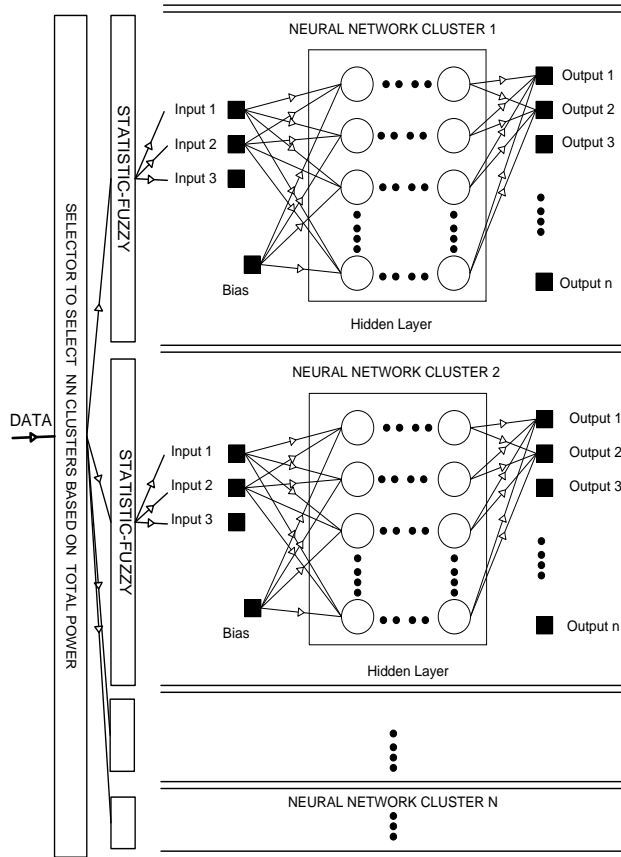 NEURAL NETWORK CLUSTER 1
SELECTOR TO SELECT NN CLUSTERS BASED ON TOTAL POWER
STATISTIC-FUZZY
Input 1
Input 2
Input 3
Bias
Hidden Layer
Output 1
Output 2
Output 3
Output n
DATA
NEURAL NETWORK CLUSTER 2
STATISTIC-FUZZY
Input 1
Input 2
Input 3
Bias
Hidden Layer
Output 1
Output 2
Output 3
Output n
NEURAL NETWORK CLUSTER N